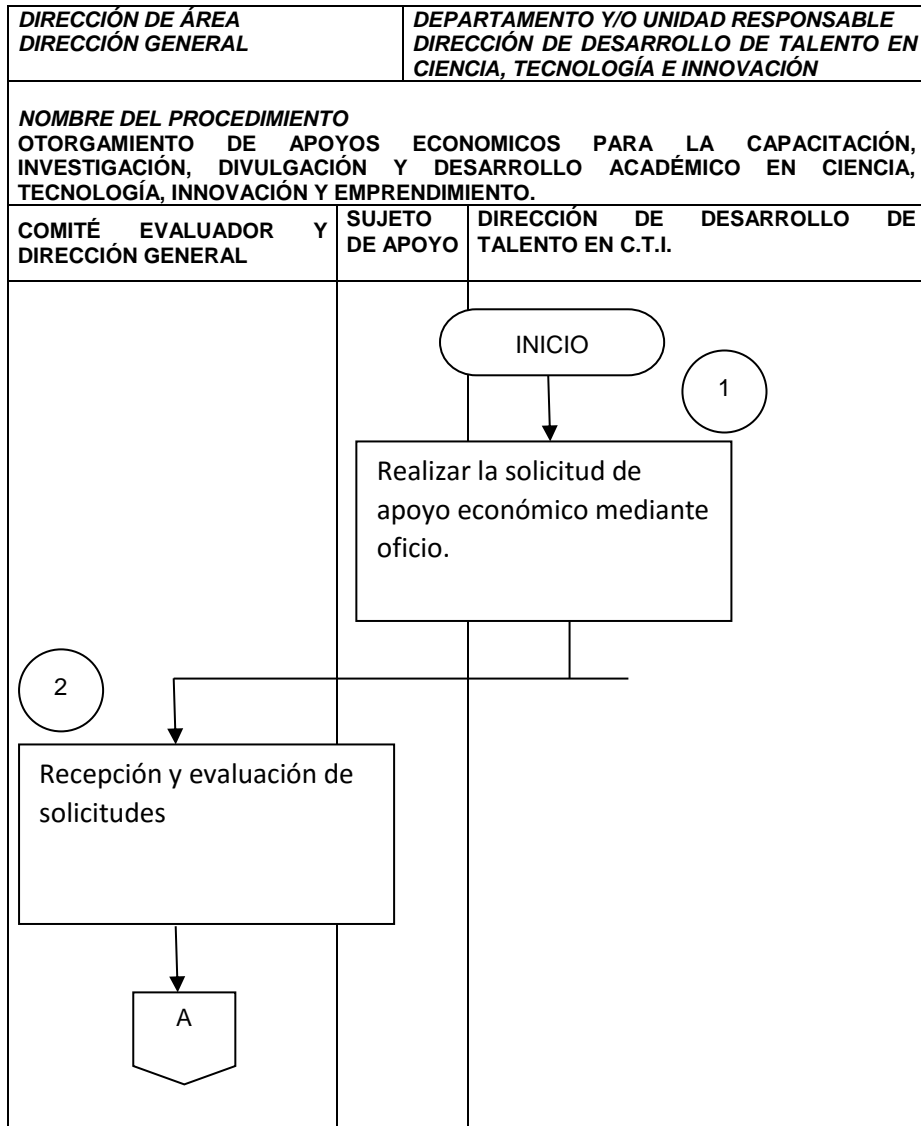 DIRECCIÓN DE ÁREA
DIRECCIÓN GENERAL
DEPARTAMENTO Y/O UNIDAD RESPONSABLE
DIRECCIÓN DE DESARROLLO DE TALENTO EN
CIENCIA, TECNOLOGÍA E INNOVACIÓN
NOMBRE DEL PROCEDIMIENTO
OTORGAMIENTO DE APOYOS ECONOMICOS PARA LA CAPACITACIÓN,
INVESTIGACIÓN, DIVULGACIÓN Y DESARROLLO ACADÉMICO EN CIENCIA,
TECNOLOGÍA, INNOVACIÓN Y EMPRENDIMIENTO.
COMITÉ EVALUADOR Y
DIRECCIÓN GENERAL
SUJETO
DE APOYO
DIRECCIÓN DE DESARROLLO DE
TALENTO EN C.T.I.
INICIO
1
Realizar la solicitud de
apoyo económico mediante
oficio.
2
Recepción y evaluación de
solicitudes
A